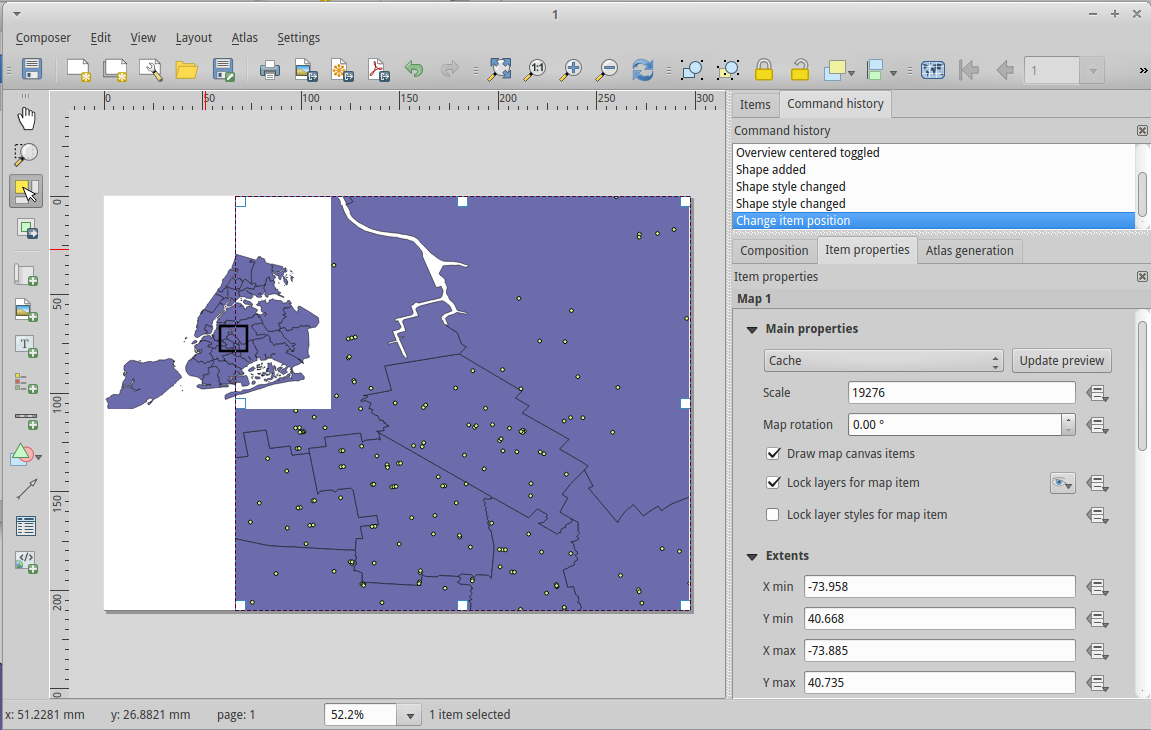 1
Composer Edit View Layout Atlas Settings
1:1 1 »
0 50 100 150 200 250 300
Items Command history
Command history
Overview centered toggled
Shape added
Shape style changed
Shape style changed
Change item position
Composition Item properties Atlas generation
Item properties
Map 1
Main properties
Cache Update preview
Scale 19276
Map rotation 0.00 °
Draw map canvas items
Lock layers for map item
Lock layer styles for map item
Extents
X min -73.958
Y min 40.668
X max -73.885
Y max 40.735
0
50
100
150
200
0
T
</>
x: 51.2281 mm y: 26.8821 mm page: 1 52.2% 1 item selected